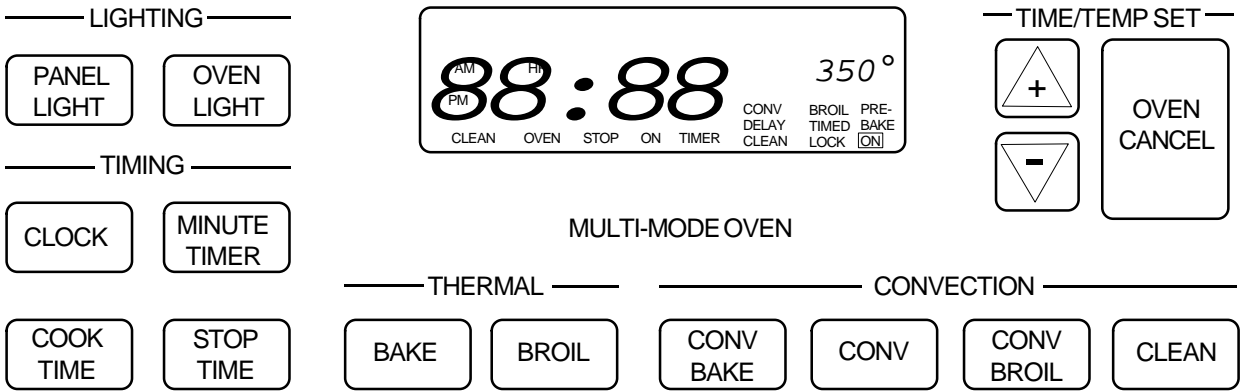 LIGHTING
PANEL
LIGHT
OVEN
LIGHT
TIMING
CLOCK
MINUTE
TIMER
COOK
TIME
STOP
TIME
AM
HR
PM
88:88
350°
CLEAN OVEN STOP ON TIMER
CONV
DELAY
CLEAN
BROIL
TIMED
LOCK
PRE-
BAKE
ON
MULTI-MODE OVEN
THERMAL
BAKE
BROIL
CONVECTION
CONV
BAKE
CONV
CONV
BROIL
CLEAN
TIME/TEMP SET
+
-
OVEN
CANCEL